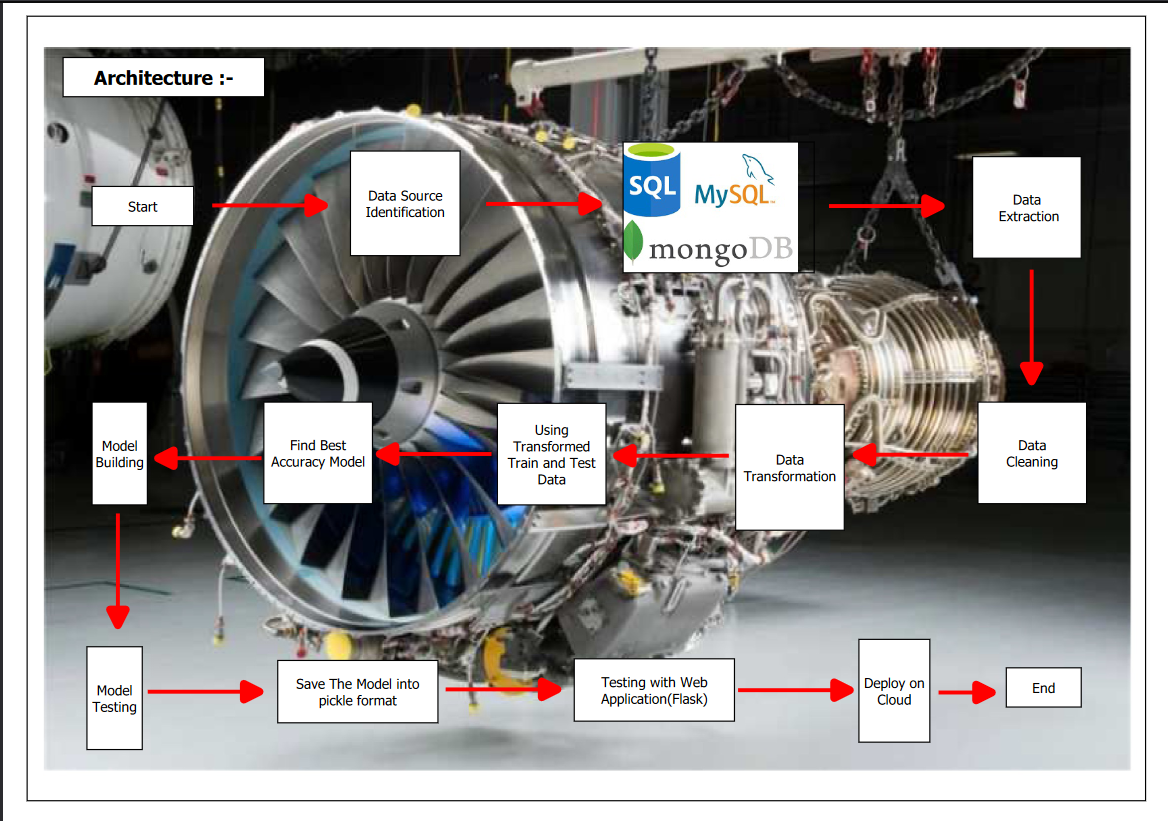 Architecture :-
Start
Data Source
Identification
SQL
MySQL
mongoDB
Data
Extraction
Model
Building
Find Best
Accuracy Model
Using
Transformed
Train and Test
Data
Data
Transformation
Data
Cleaning
Model
Testing
Save The Model into
pickle format
Testing with Web
Application(Flask)
Deploy on
Cloud
End